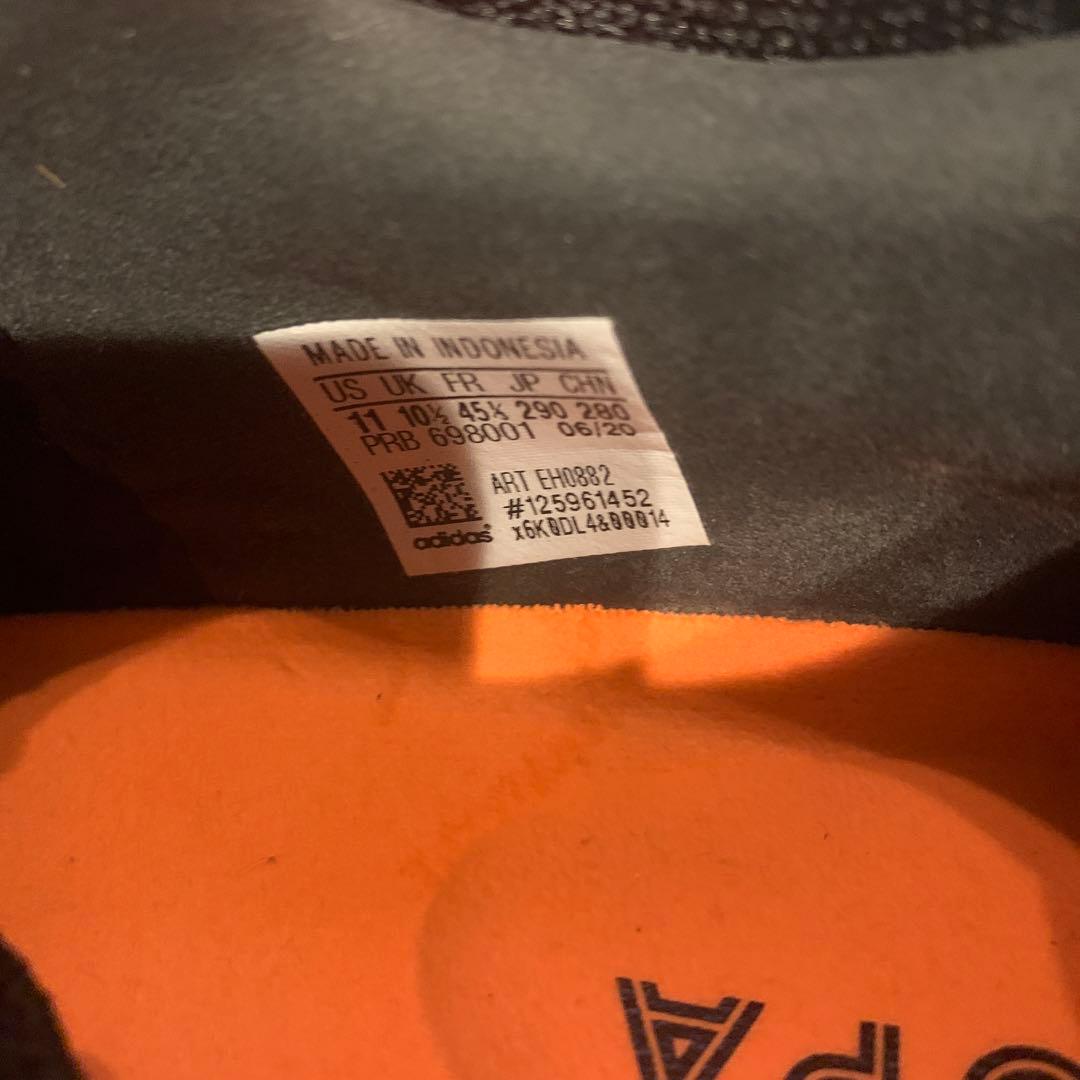 MADE IN INDONESIA
US UK FR JP CHN
11 10½ 45⅓ 290 280
PRB 698001 06/20
ART EH0882
#125961452
x6K0DL4&00014
adidas